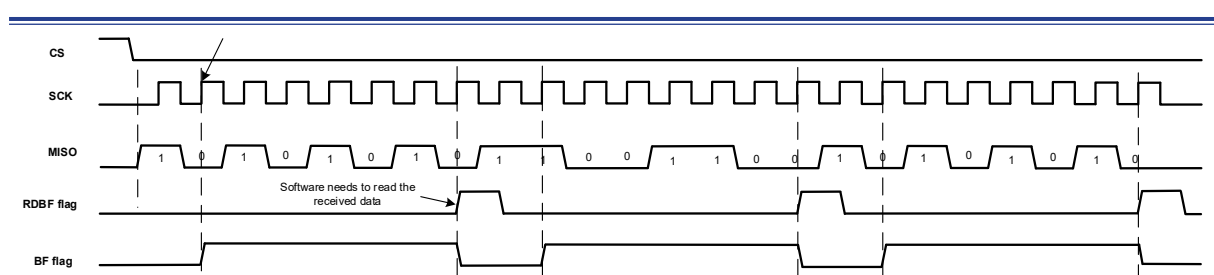 CS
SCK
MISO
1 0 1 0 1 0 1 0 1 1 0 0 1 1 0 0 1 0 1 0 1 0 1 0
Software needs to read the
received data
RDBF flag
BF flag